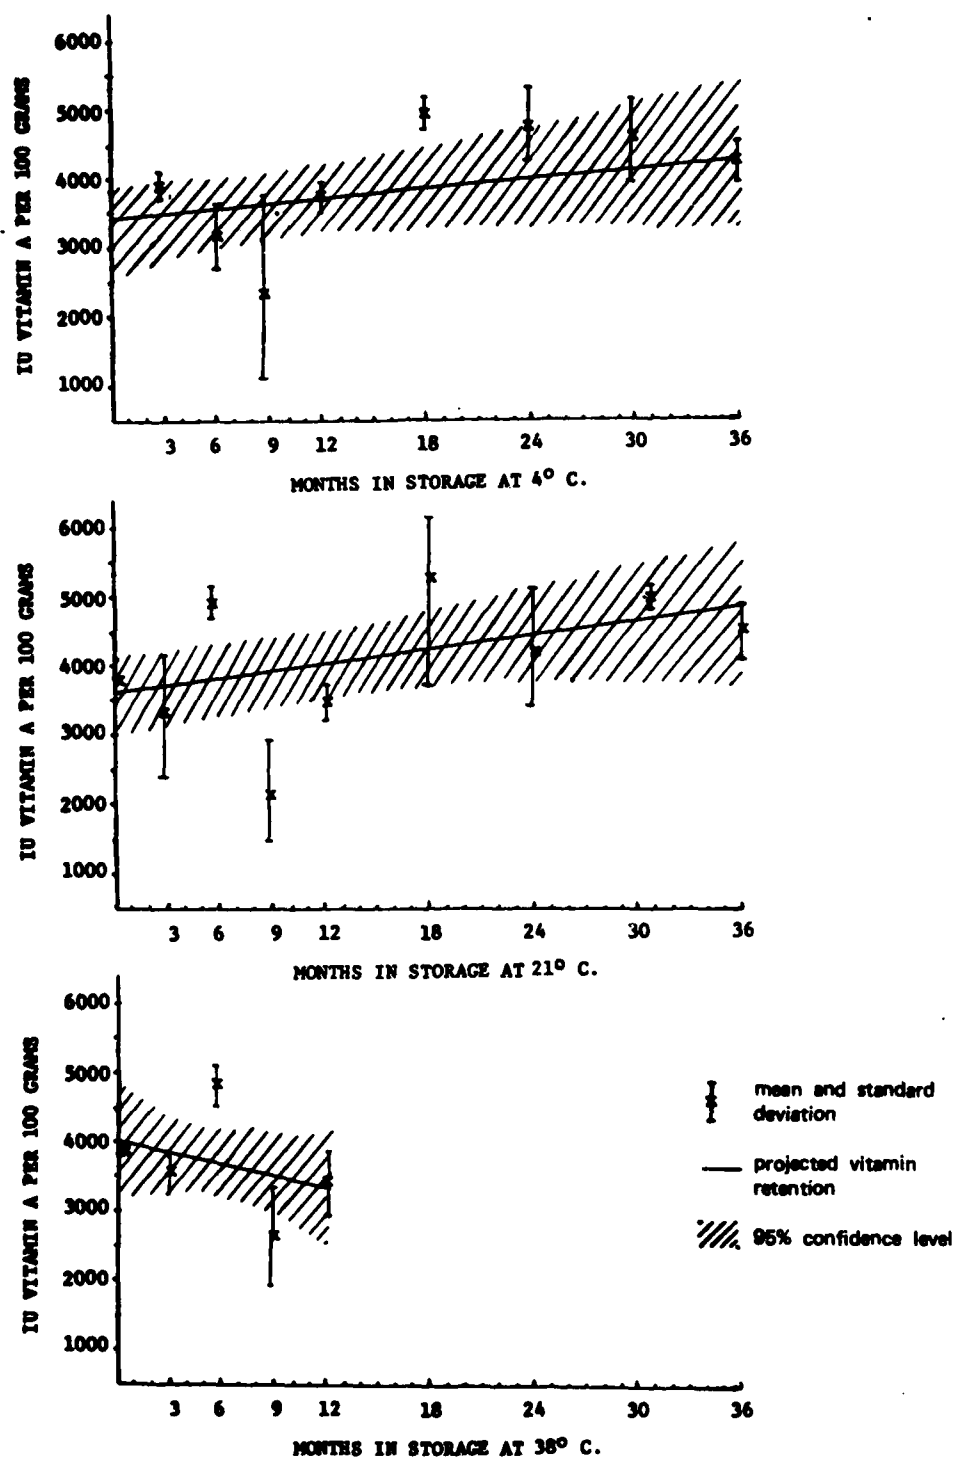 IU VITAMIN A PER 100 GRAMS
6000
5000
4000
3000
2000
1000
3 6 9 12 18 24 30 36
MONTHS IN STORAGE AT 4° C.
IU VITAMIN A PER 100 GRAMS
6000
5000
4000
3000
2000
1000
3 6 9 12 18 24 30 36
MONTHS IN STORAGE AT 21° C.
IU VITAMIN A PER 100 GRAMS
6000
5000
4000
3000
2000
1000
3 6 9 12 18 24 30 36
MONTHS IN STORAGE AT 38° C.
mean and standard
deviation
projected vitamin
retention
95% confidence level